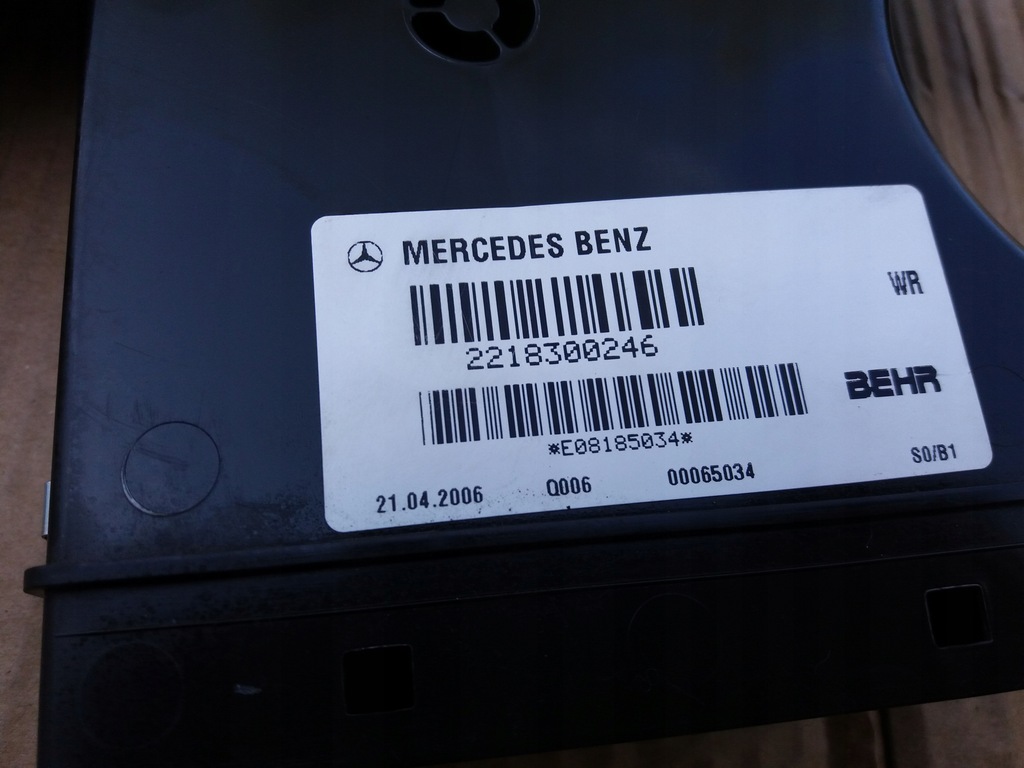 MERCEDES BENZ
WR
2218300246
BEHR
*E08185034*
S0/B1
21.04.2006 Q006 00065034